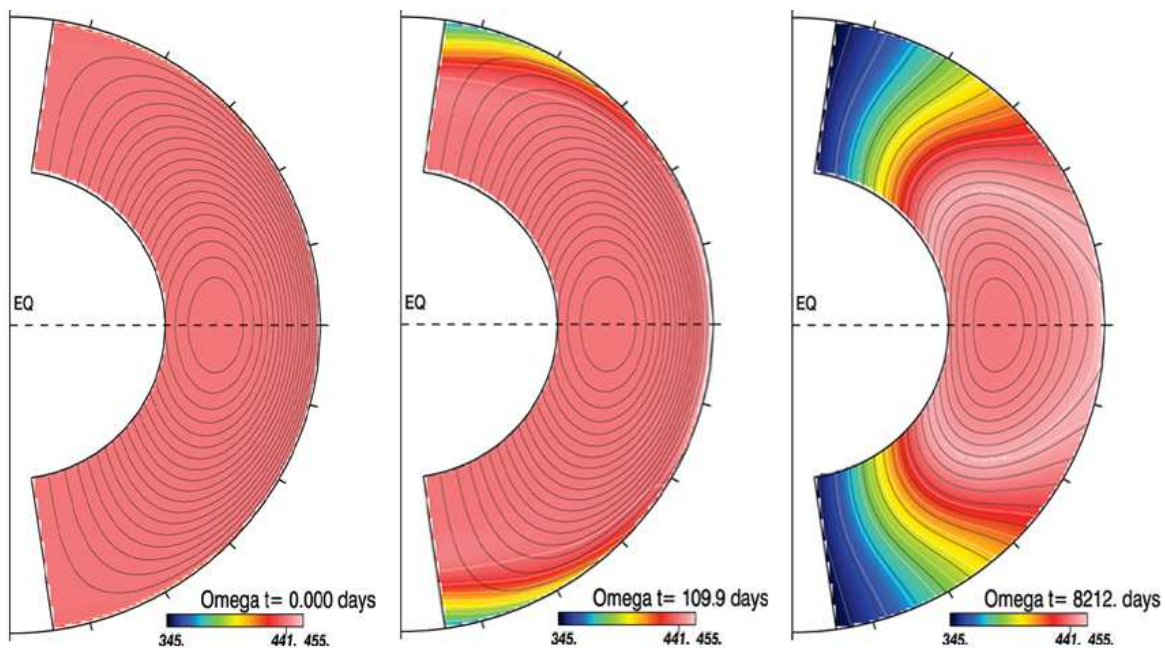 EQ
Omega t= 0.000 days
345. 441. 455.
EQ
Omega t= 109.9 days
345. 441. 455.
EQ
Omega t= 8212. days
345. 441. 455.